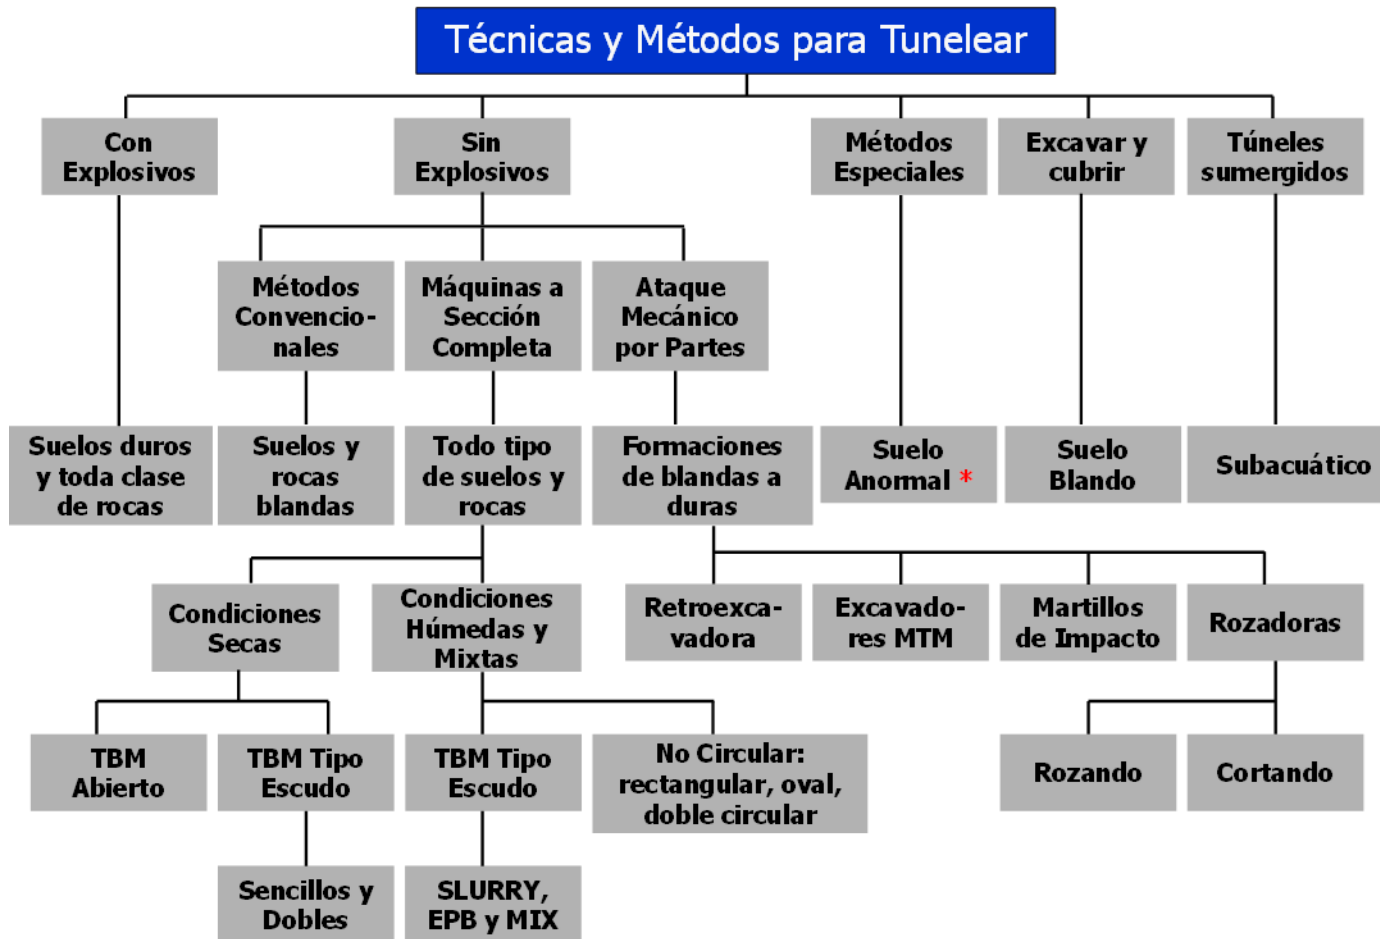 Técnicas y Métodos para Tunelear
Con
Explosivos
Sin
Explosivos
Métodos
Especiales
Excavar y
cubrir
Túneles
sumergidos
Métodos
Convencio-
nales
Máquinas a
Sección
Completa
Ataque
Mecánico
por Partes
Suelos duros
y toda clase
de rocas
Suelos y
rocas
blandas
Todo tipo
de suelos y
rocas
Formaciones
de blandas a
duras
Suelo
Anormal *
Suelo
Blando
Subacuático
Condiciones
Secas
Condiciones
Húmedas y
Mixtas
Retroexca-
vadora
Excavado-
res MTM
Martillos
de Impacto
Rozadoras
TBM
Abierto
TBM Tipo
Escudo
TBM Tipo
Escudo
No Circular:
rectangular, oval,
doble circular
Rozando
Cortando
Sencillos y
Dobles
SLURRY,
EPB y MIX